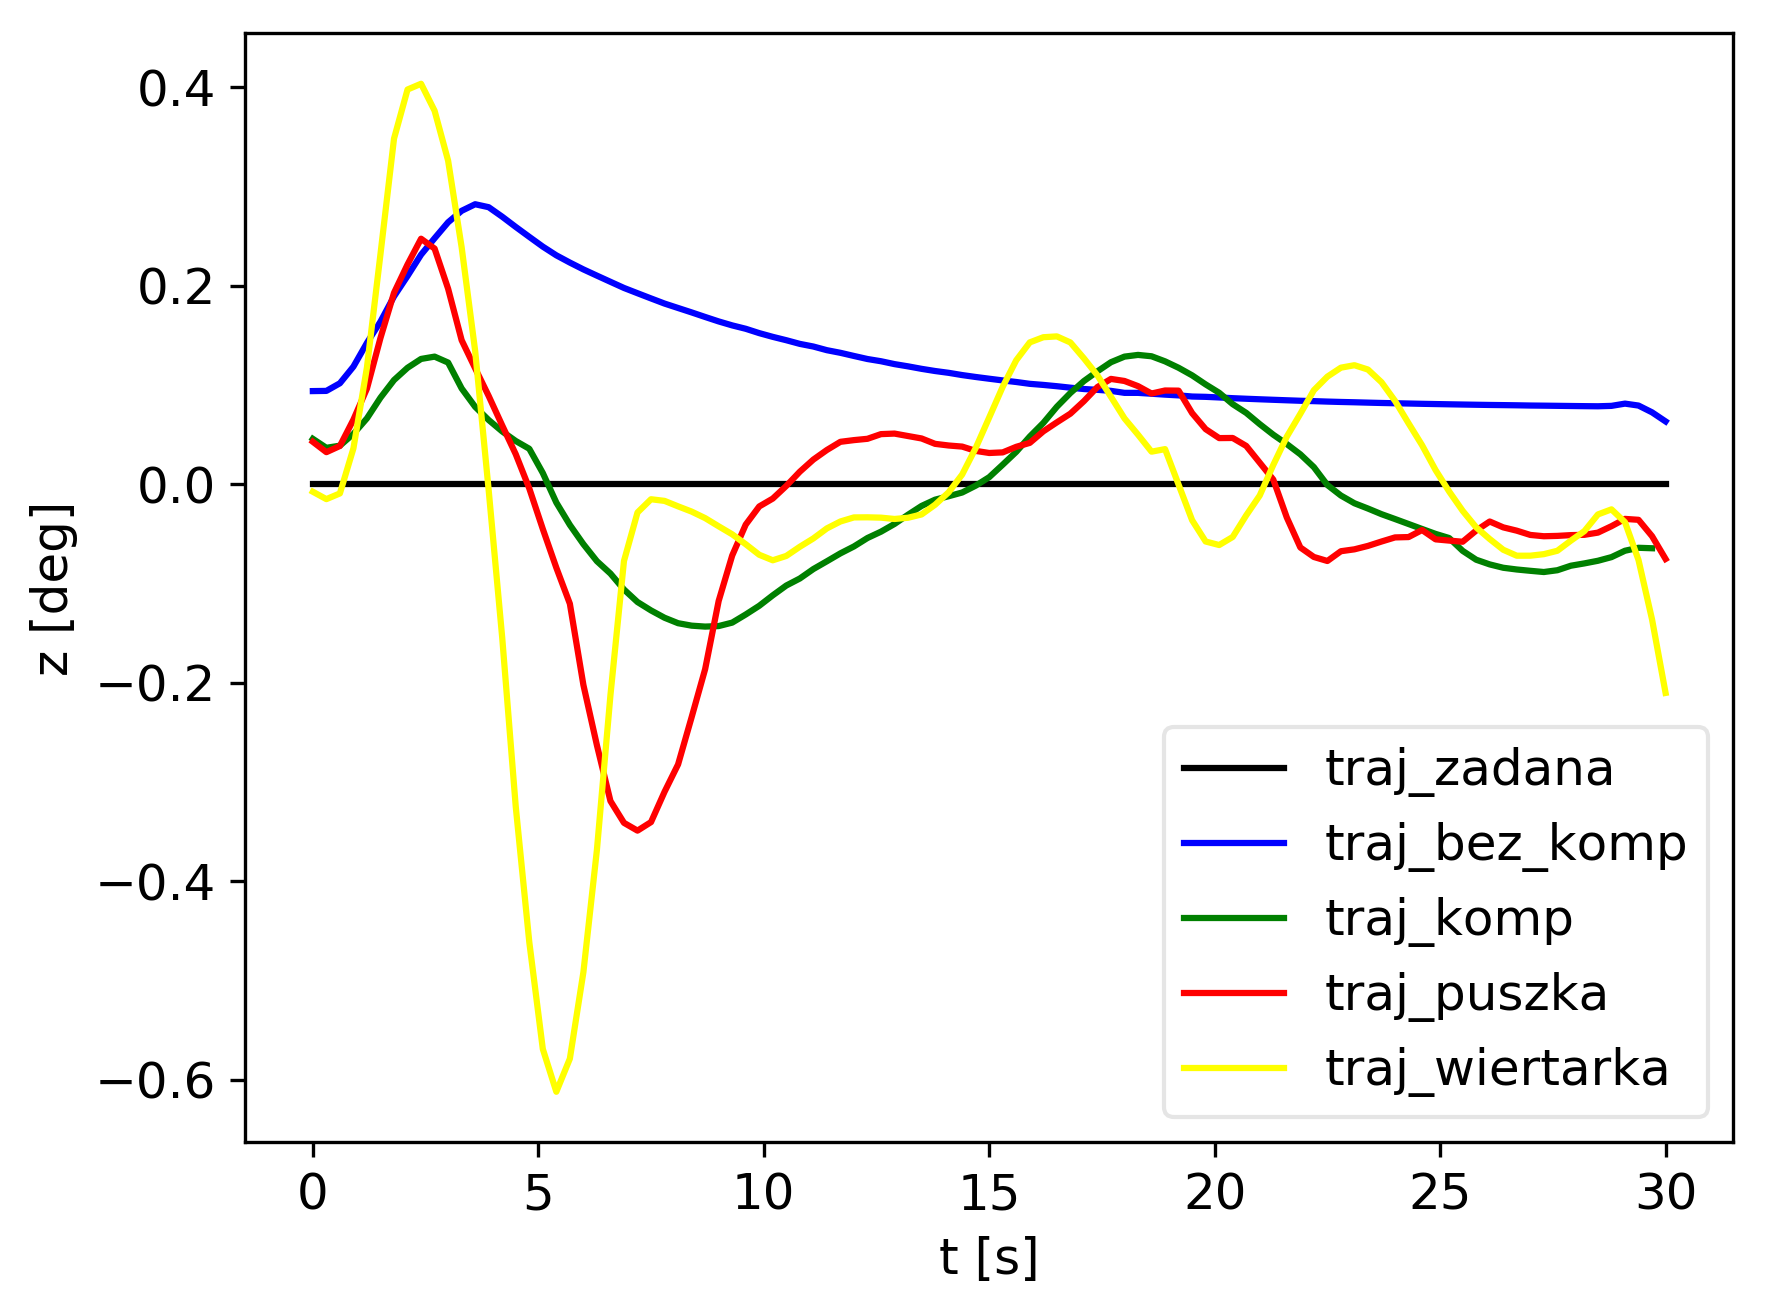 0.4
0.2
0.0
−0.2
−0.4
−0.6
z [deg]
0 5 10 15 20 25 30
t [s]
traj_zadana
traj_bez_komp
traj_komp
traj_puszka
traj_wiertarka